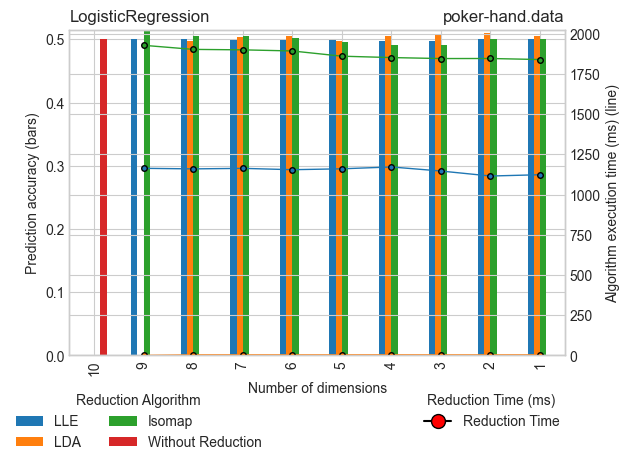 LogisticRegression poker-hand.data
0.5
0.4
0.3
0.2
0.1
0.0
Prediction accuracy (bars)
2000
1750
1500
1250
1000
750
500
250
0
Algorithm execution time (ms) (line)
10 9 8 7 6 5 4 3 2 1
Number of dimensions
Reduction Algorithm
LLE
LDA
Isomap
Without Reduction
Reduction Time (ms)
Reduction Time